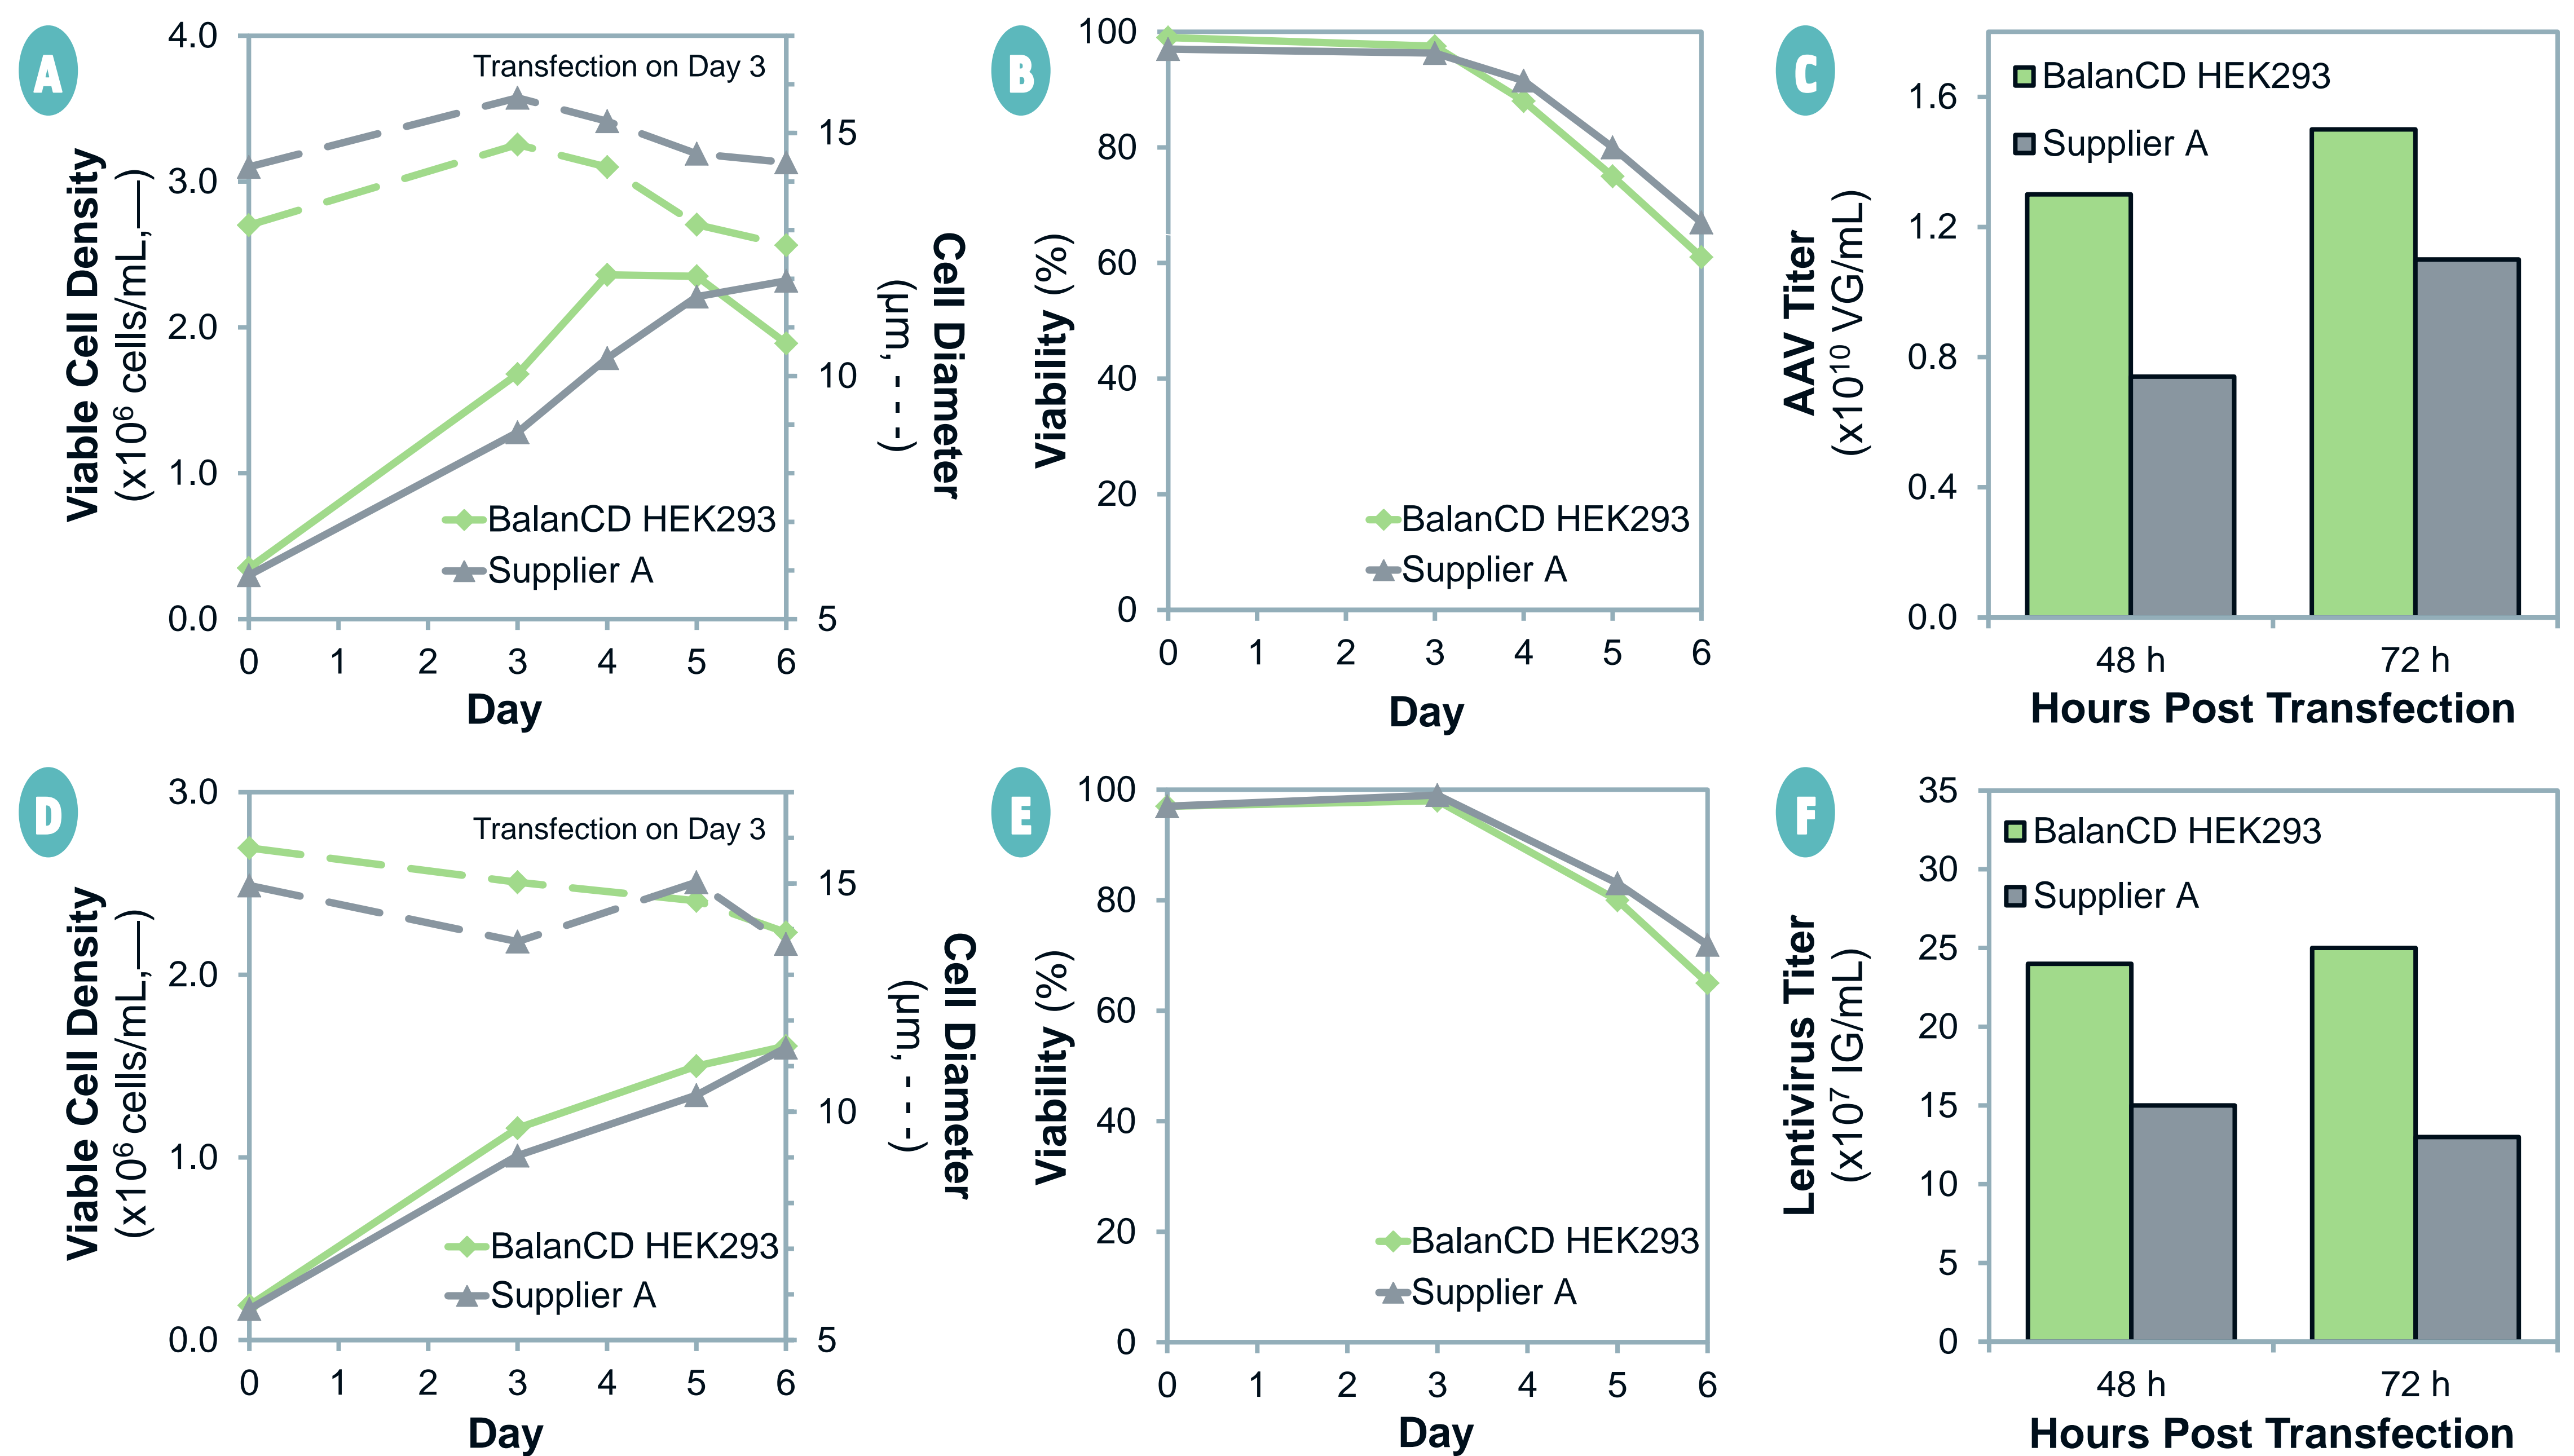 A
4.0
3.0
2.0
1.0
0.0
Viable Cell Density
(x10⁶ cells/mL,—)
Transfection on Day 3
15
10
5
Cell Diameter
(µm, - - -)
BalanCD HEK293
Supplier A
0 1 2 3 4 5 6
Day
B
100
80
60
40
20
0
Viability (%)
BalanCD HEK293
Supplier A
0 1 2 3 4 5 6
Day
C
1.6
1.2
0.8
0.4
0.0
AAV Titer
(x10¹⁰ VG/mL)
BalanCD HEK293
Supplier A
48 h 72 h
Hours Post Transfection
D
3.0
2.0
1.0
0.0
Viable Cell Density
(x10⁶ cells/mL,—)
Transfection on Day 3
15
10
5
Cell Diameter
(µm, - - -)
BalanCD HEK293
Supplier A
0 1 2 3 4 5 6
Day
E
100
80
60
40
20
0
Viability (%)
BalanCD HEK293
Supplier A
0 1 2 3 4 5 6
Day
F
35
30
25
20
15
10
5
0
Lentivirus Titer
(x10⁷ IG/mL)
BalanCD HEK293
Supplier A
48 h 72 h
Hours Post Transfection